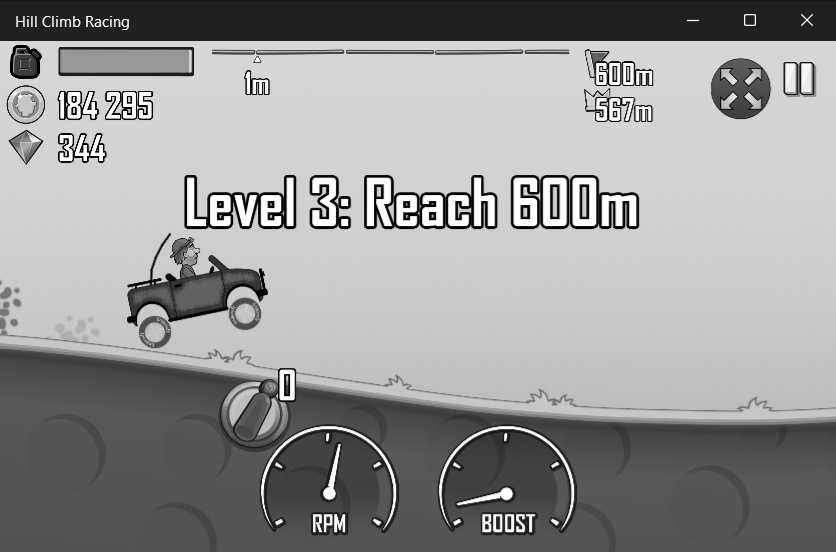 Hill Climb Racing
1m
600m
184 295
567m
344
Level 3: Reach 600m
0
RPM
BOOST